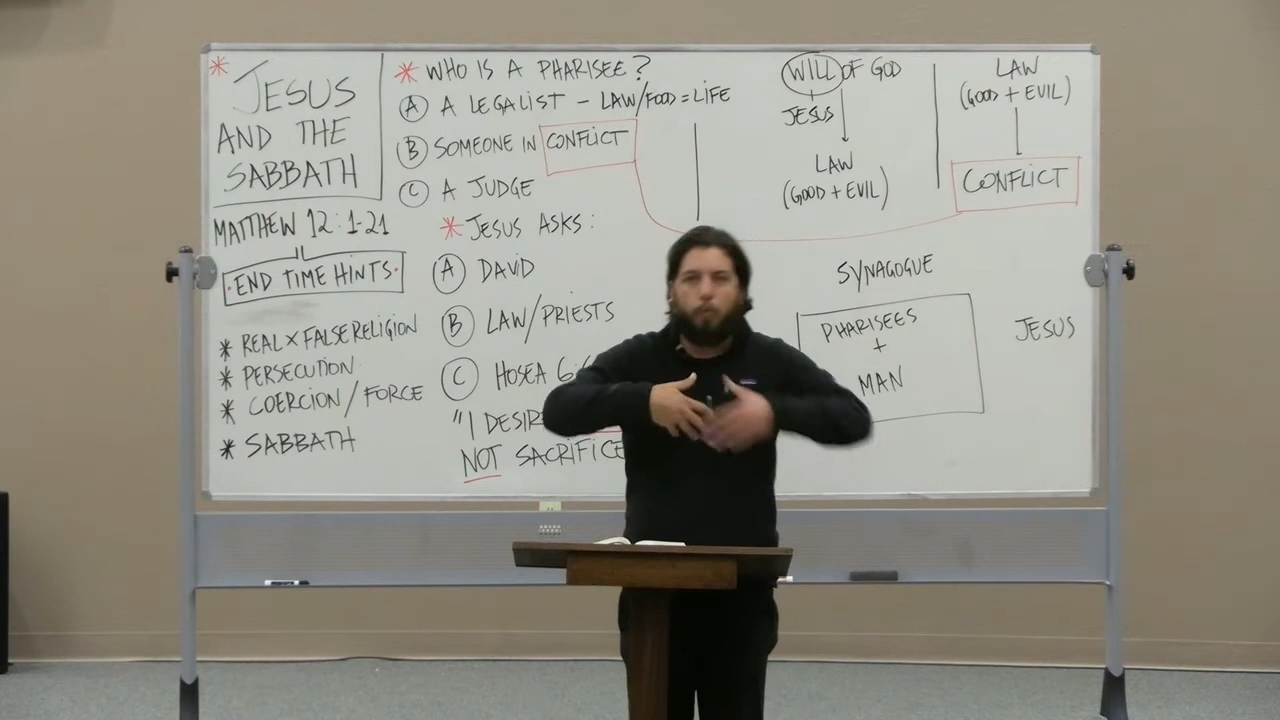 * JESUS
AND THE
SABBATH
MATTHEW 12:1-21
END TIME HINTS
* REAL X FALSE RELIGION
* PERSECUTION
* COERCION / FORCE
* SABBATH
* WHO IS A PHARISEE?
A A LEGALIST - LAW/FOOD = LIFE
B SOMEONE IN CONFLICT
C A JUDGE
* JESUS ASKS:
A DAVID
B LAW/PRIESTS
C HOSEA 6:
"I
NOT SACRIFICE
WILL OF GOD
JESUS
LAW
(GOOD + EVIL)
LAW
(GOOD + EVIL)
CONFLICT
SYNAGOGUE
PHARISEES
+
MAN
JESUS